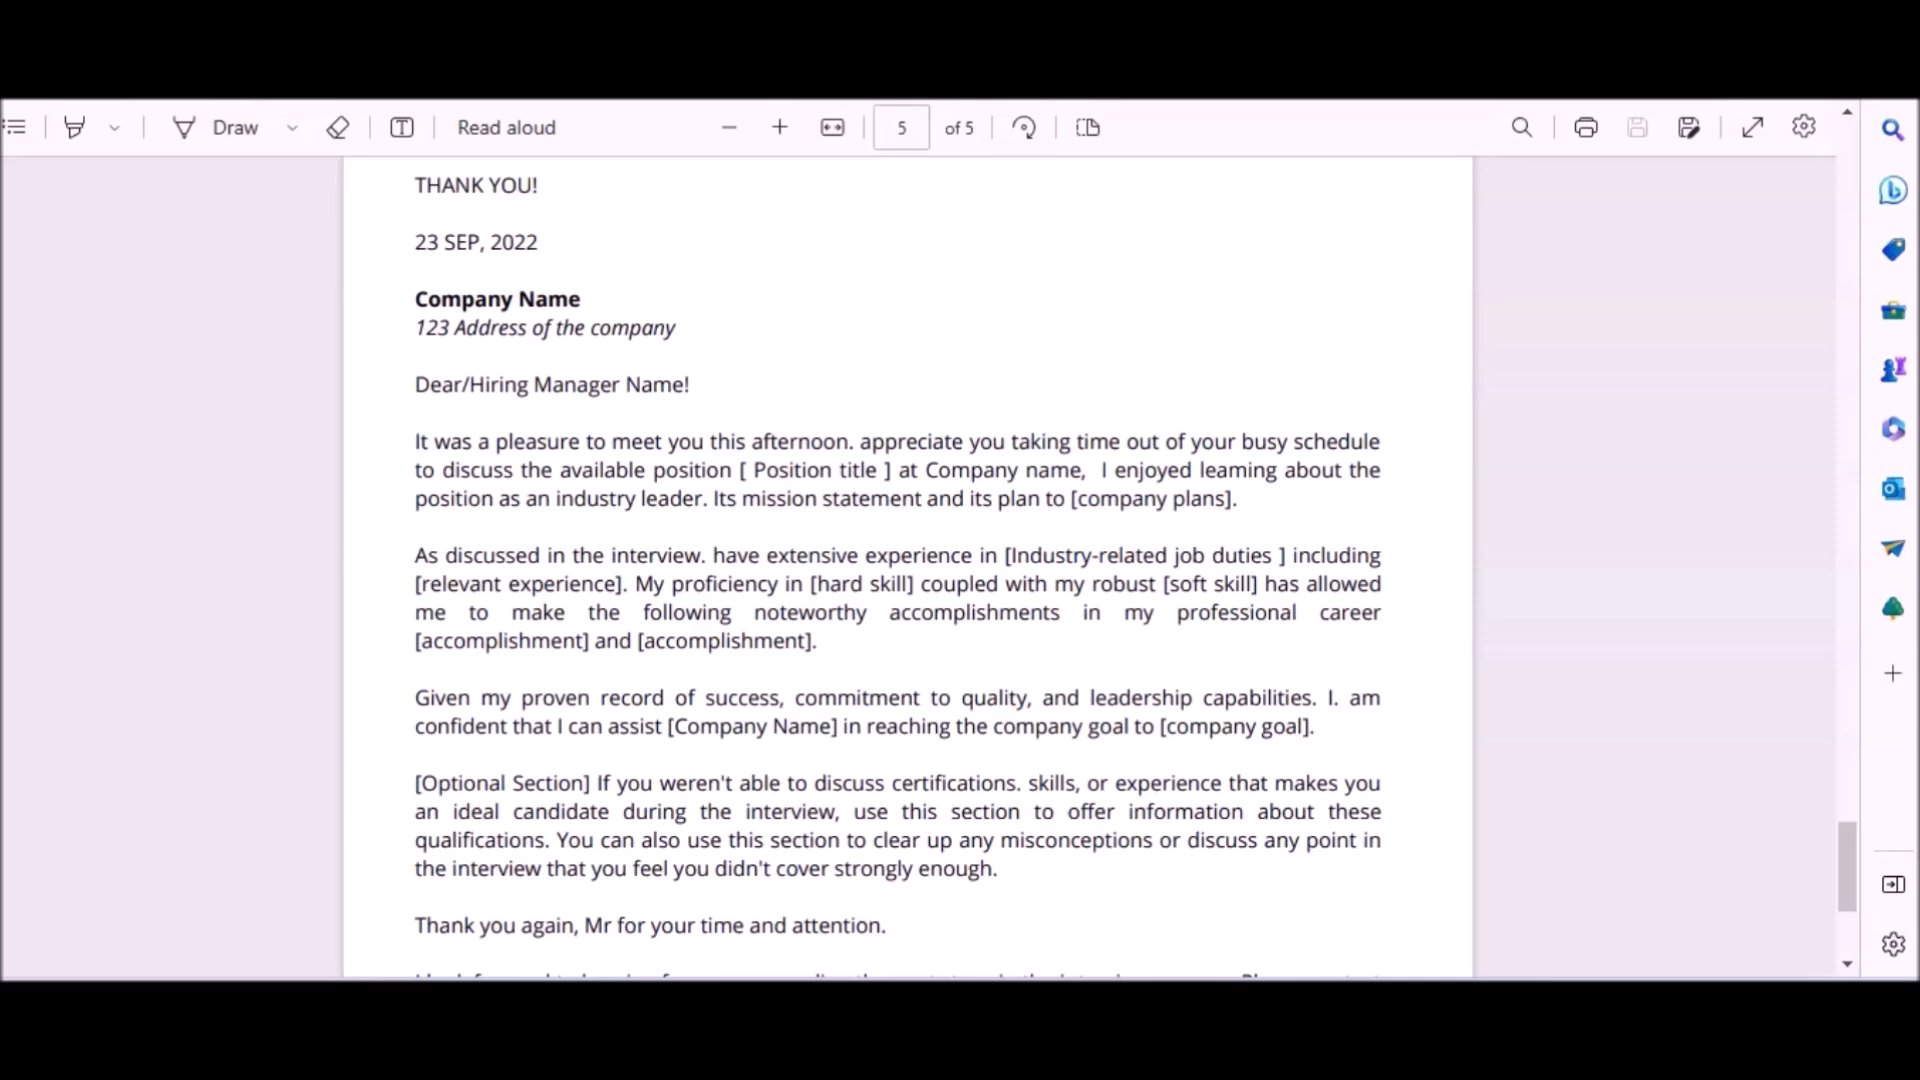 Draw
Read aloud
5 of 5
THANK YOU!
23 SEP, 2022
Company Name
123 Address of the company
Dear/Hiring Manager Name!
It was a pleasure to meet you this afternoon. appreciate you taking time out of your busy schedule
to discuss the available position [ Position title ] at Company name,  I enjoyed leaming about the
position as an industry leader. Its mission statement and its plan to [company plans].
As discussed in the interview. have extensive experience in [Industry-related job duties ] including
[relevant experience]. My proficiency in [hard skill] coupled with my robust [soft skill] has allowed
me to make the following noteworthy accomplishments in my professional career
[accomplishment] and [accomplishment].
Given my proven record of success, commitment to quality, and leadership capabilities. I. am
confident that I can assist [Company Name] in reaching the company goal to [company goal].
[Optional Section] If you weren't able to discuss certifications. skills, or experience that makes you
an ideal candidate during the interview, use this section to offer information about these
qualifications. You can also use this section to clear up any misconceptions or discuss any point in
the interview that you feel you didn't cover strongly enough.
Thank you again, Mr for your time and attention.